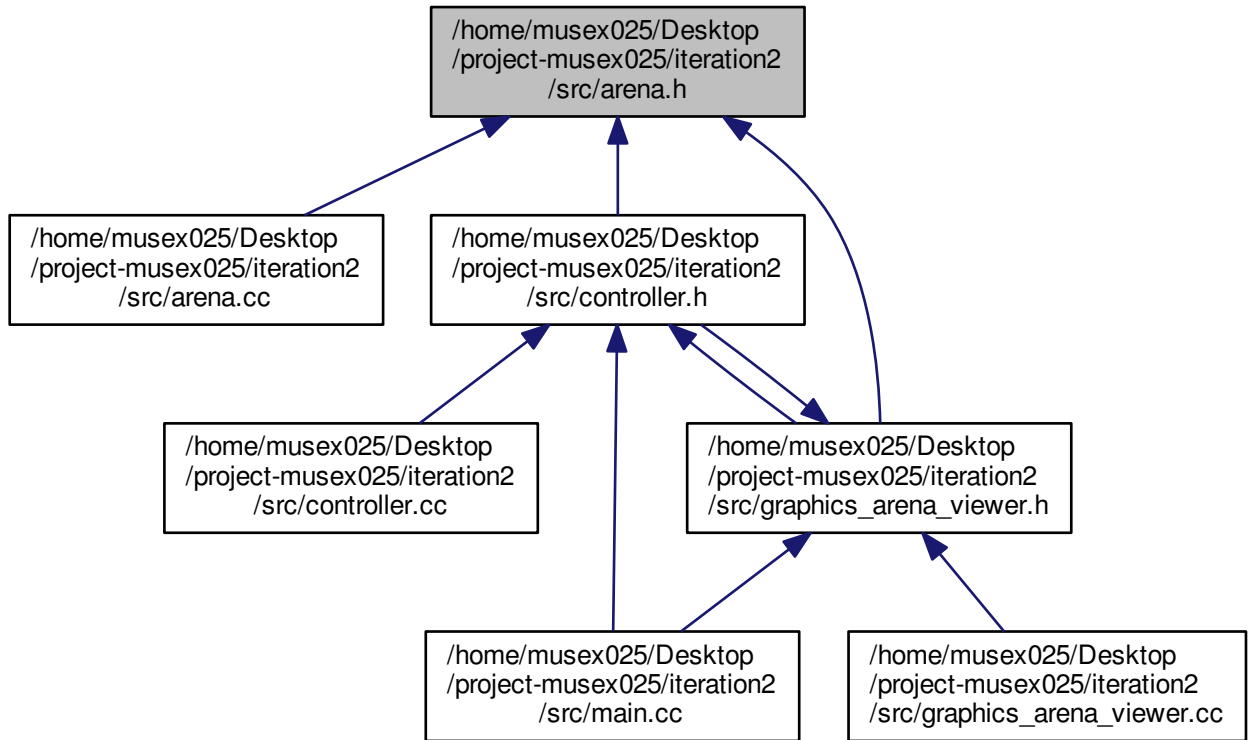 /home/musex025/Desktop
/project-musex025/iteration2
/src/arena.h
/home/musex025/Desktop
/project-musex025/iteration2
/src/arena.cc
/home/musex025/Desktop
/project-musex025/iteration2
/src/controller.h
/home/musex025/Desktop
/project-musex025/iteration2
/src/controller.cc
/home/musex025/Desktop
/project-musex025/iteration2
/src/graphics_arena_viewer.h
/home/musex025/Desktop
/project-musex025/iteration2
/src/main.cc
/home/musex025/Desktop
/project-musex025/iteration2
/src/graphics_arena_viewer.cc